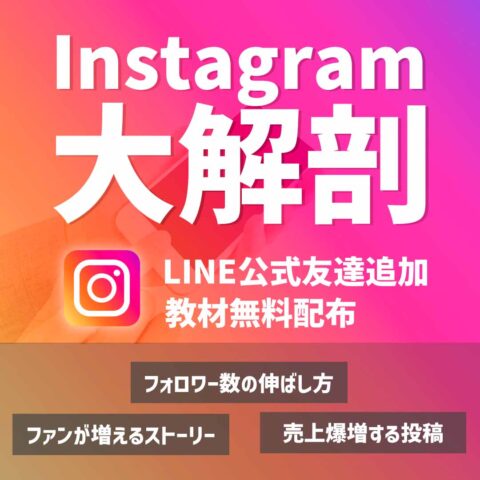 Instagram
大解剖
LINE公式友達追加
教材無料配布
フォロワー数の伸ばし方
ファンが増えるストーリー
売上爆増する投稿